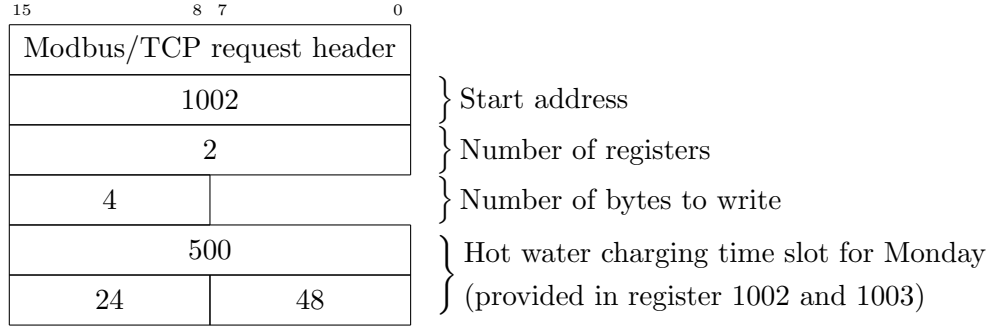 15 8 7 0
Modbus/TCP request header
1002 Start address
2 Number of registers
4 Number of bytes to write
500 Hot water charging time slot for Monday
24 48 (provided in register 1002 and 1003)